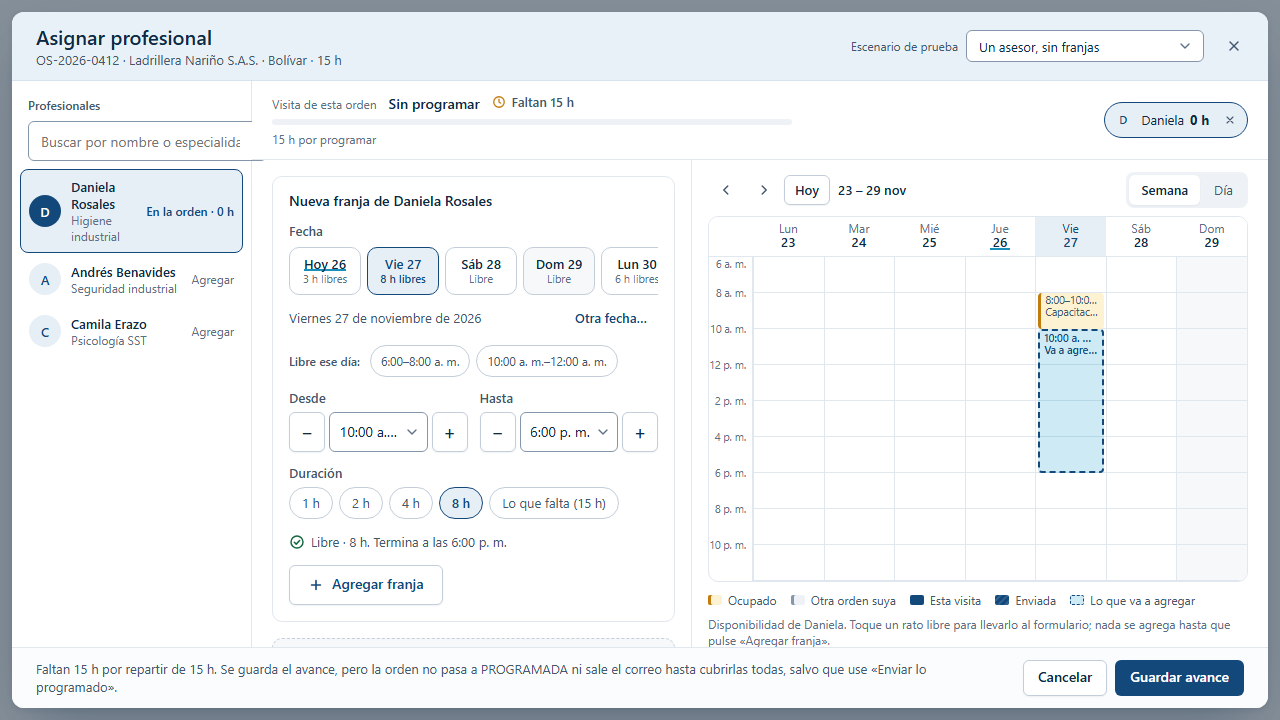 Asignar profesional
OS-2026-0412 · Ladrillera Nariño S.A.S. · Bolívar · 15 h
Escenario de prueba
Un asesor, sin franjas
Profesionales
Buscar por nombre o especialida
D
Daniela
Rosales
Higiene
industrial
En la orden · 0 h
A
Andrés Benavides
Seguridad industrial
Agregar
C
Camila Erazo
Psicología SST
Agregar
Visita de esta orden
Sin programar
Faltan 15 h
15 h por programar
D Daniela 0 h
Nueva franja de Daniela Rosales
Fecha
Hoy 26
3 h libres
Vie 27
8 h libres
Sáb 28
Libre
Dom 29
Libre
Lun 30
6 h libres
Viernes 27 de noviembre de 2026
Otra fecha...
Libre ese día:
6:00–8:00 a. m.
10:00 a. m.–12:00 a. m.
Desde
Hasta
− 10:00 a.... +
− 6:00 p. m. +
Duración
1 h
2 h
4 h
8 h
Lo que falta (15 h)
Libre · 8 h. Termina a las 6:00 p. m.
+ Agregar franja
Hoy
23 – 29 nov
Semana
Día
Lun
23
Mar
24
Mié
25
Jue
26
Vie
27
Sáb
28
Dom
29
6 a. m.
8 a. m.
10 a. m.
12 p. m.
2 p. m.
4 p. m.
6 p. m.
8 p. m.
10 p. m.
8:00–10:0...
Capacitac...
10:00 a. ...
Va a agre...
Ocupado
Otra orden suya
Esta visita
Enviada
Lo que va a agregar
Disponibilidad de Daniela. Toque un rato libre para llevarlo al formulario; nada se agrega hasta que
pulse «Agregar franja».
Faltan 15 h por repartir de 15 h. Se guarda el avance, pero la orden no pasa a PROGRAMADA ni sale el correo hasta cubrirlas todas, salvo que use «Enviar lo
programado».
Cancelar
Guardar avance